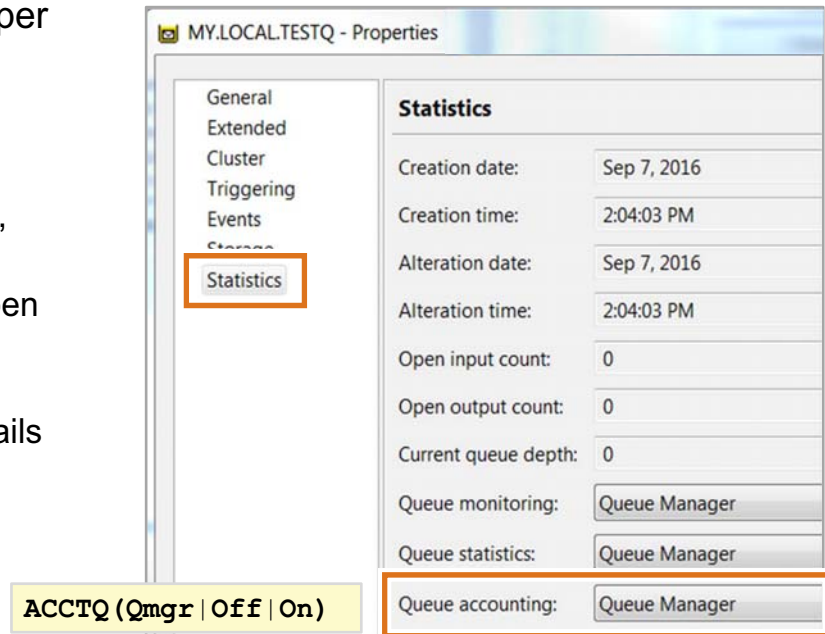 per
MY.LOCAL.TESTQ - Properties
,
en
ails
General
Extended
Cluster
Triggering
Events
Storage
Statistics
Statistics
Creation date: Sep 7, 2016
Creation time: 2:04:03 PM
Alteration date: Sep 7, 2016
Alteration time: 2:04:03 PM
Open input count: 0
Open output count: 0
Current queue depth: 0
Queue monitoring: Queue Manager
Queue statistics: Queue Manager
Queue accounting: Queue Manager
ACCTQ(Qmgr|Off|On)